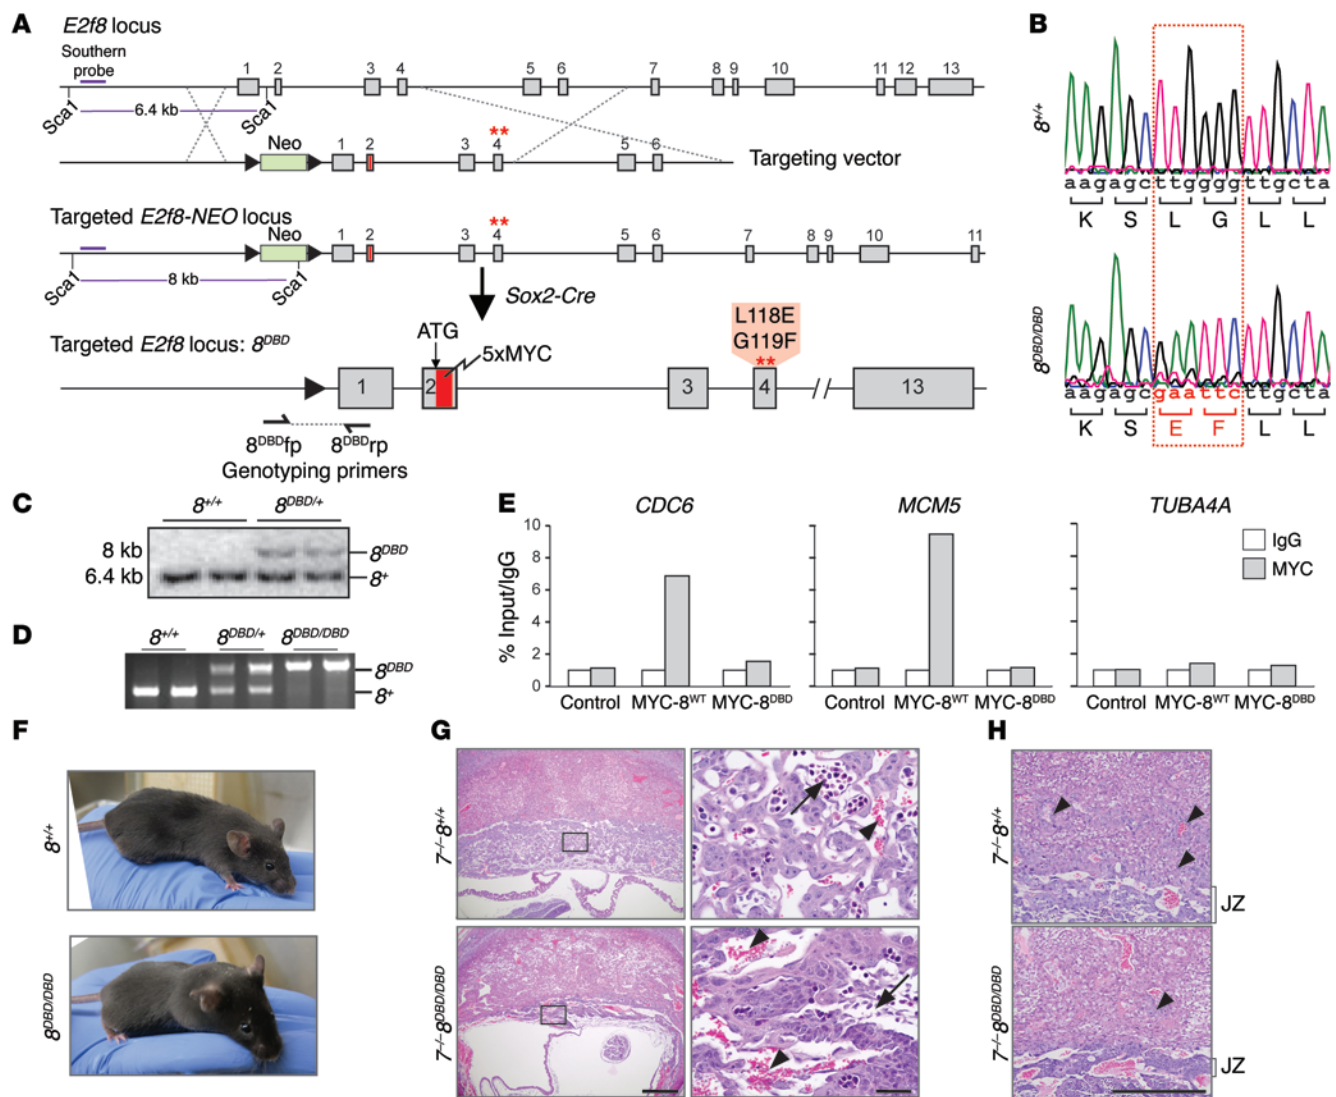 A
E2f8 locus
Southern probe
1 2 3 4 5 6 7 8 9 10 11 12 13
Sca1 6.4 kb Sca1
Neo 1 2 3 4 5 6
**
Targeting vector
Targeted E2f8-NEO locus
**
Neo 1 2 3 4 5 6 7 8 9 10 11
Sca1 8 kb Sca1
Sox2-Cre
Targeted E2f8 locus: 8DBD
ATG
5xMYC
L118E
G119F
**
1 2 3 4 // 13
8DBDfp 8DBDrp
Genotyping primers
B
8+/+
aagagcttggggttgcta
K S L G L L
8DBD/DBD
aagagcgaattcttgcta
K S E F L L
C
8+/+ 8DBD/+
8 kb 8DBD
6.4 kb 8+
D
8+/+ 8DBD/+ 8DBD/DBD
8DBD
8+
E
CDC6 MCM5 TUBA4A
% Input/IgG
10
8
6
4
2
0
IgG
MYC
Control MYC-8WT MYC-8DBD
Control MYC-8WT MYC-8DBD
Control MYC-8WT MYC-8DBD
F
8+/+
8DBD/DBD
G
7-/-8+/+
7-/-8DBD/DBD
H
7-/-8+/+
JZ
7-/-8DBD/DBD
JZ